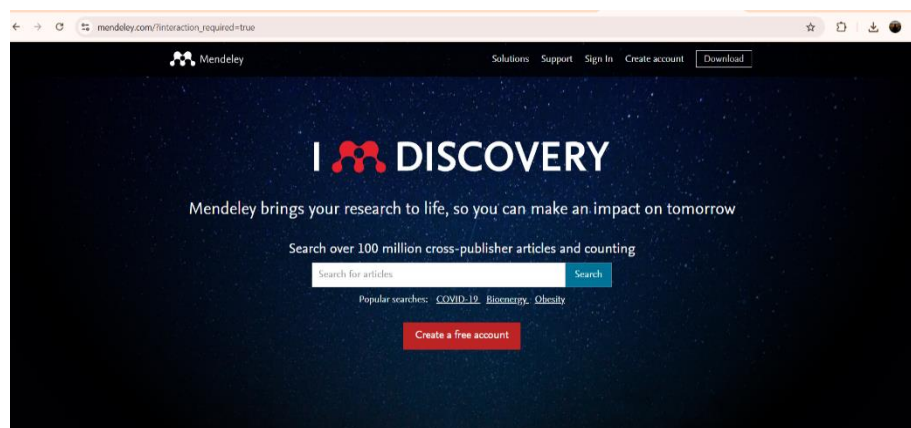 mendeley.com/?interaction_required=true
Mendeley Solutions Support Sign In Create account Download
I DISCOVERY
Mendeley brings your research to life, so you can make an impact on tomorrow
Search over 100 million cross-publisher articles and counting
Search for articles Search
Popular searches: COVID-19 Bioenergy Obesity
Create a free account